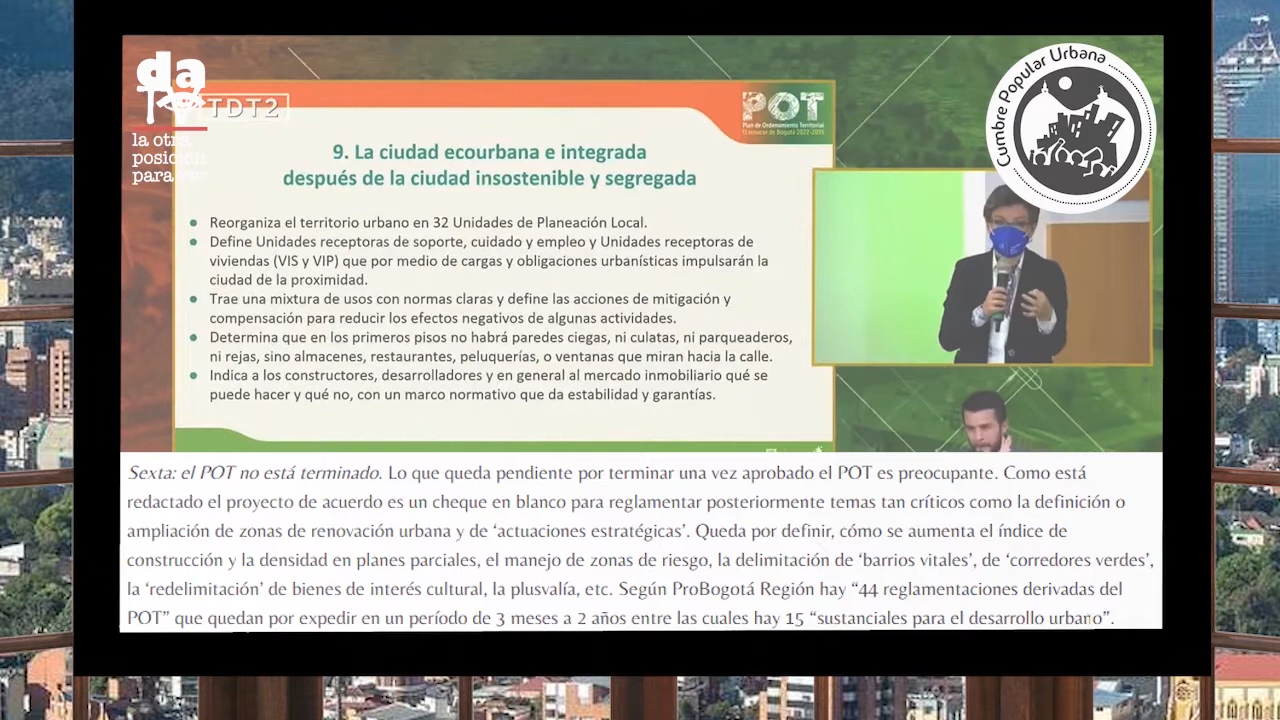 da
TDT2
la otra
posición
para
Cumbre Popular Urbana
POT
Plan de Ordenamiento Territorial
El renacer de Bogotá 2022-2035
9. La ciudad ecourbana e integrada
después de la ciudad insostenible y segregada
Reorganiza el territorio urbano en 32 Unidades de Planeación Local.
Define Unidades receptoras de soporte, cuidado y empleo y Unidades receptoras de
viviendas (VIS y VIP) que por medio de cargas y obligaciones urbanísticas impulsarán la
ciudad de la proximidad.
Trae una mixtura de usos con normas claras y define las acciones de mitigación y
compensación para reducir los efectos negativos de algunas actividades.
Determina que en los primeros pisos no habrá paredes ciegas, ni culatas, ni parqueaderos,
ni rejas, sino almacenes, restaurantes, peluquerías, o ventanas que miran hacia la calle.
Indica a los constructores, desarrolladores y en general al mercado inmobiliario qué se
puede hacer y qué no, con un marco normativo que da estabilidad y garantías.
Sexta: el POT no está terminado. Lo que queda pendiente por terminar una vez aprobado el POT es preocupante. Como está
redactado el proyecto de acuerdo es un cheque en blanco para reglamentar posteriormente temas tan críticos como la definición o
ampliación de zonas de renovación urbana y de ‘actuaciones estratégicas’. Queda por definir, cómo se aumenta el índice de
construcción y la densidad en planes parciales, el manejo de zonas de riesgo, la delimitación de ‘barrios vitales’, de ‘corredores verdes’,
la ‘redelimitación’ de bienes de interés cultural, la plusvalía, etc. Según ProBogotá Región hay “44 reglamentaciones derivadas del
POT” que quedan por expedir en un período de 3 meses a 2 años entre las cuales hay 15 “sustanciales para el desarrollo urbano”.